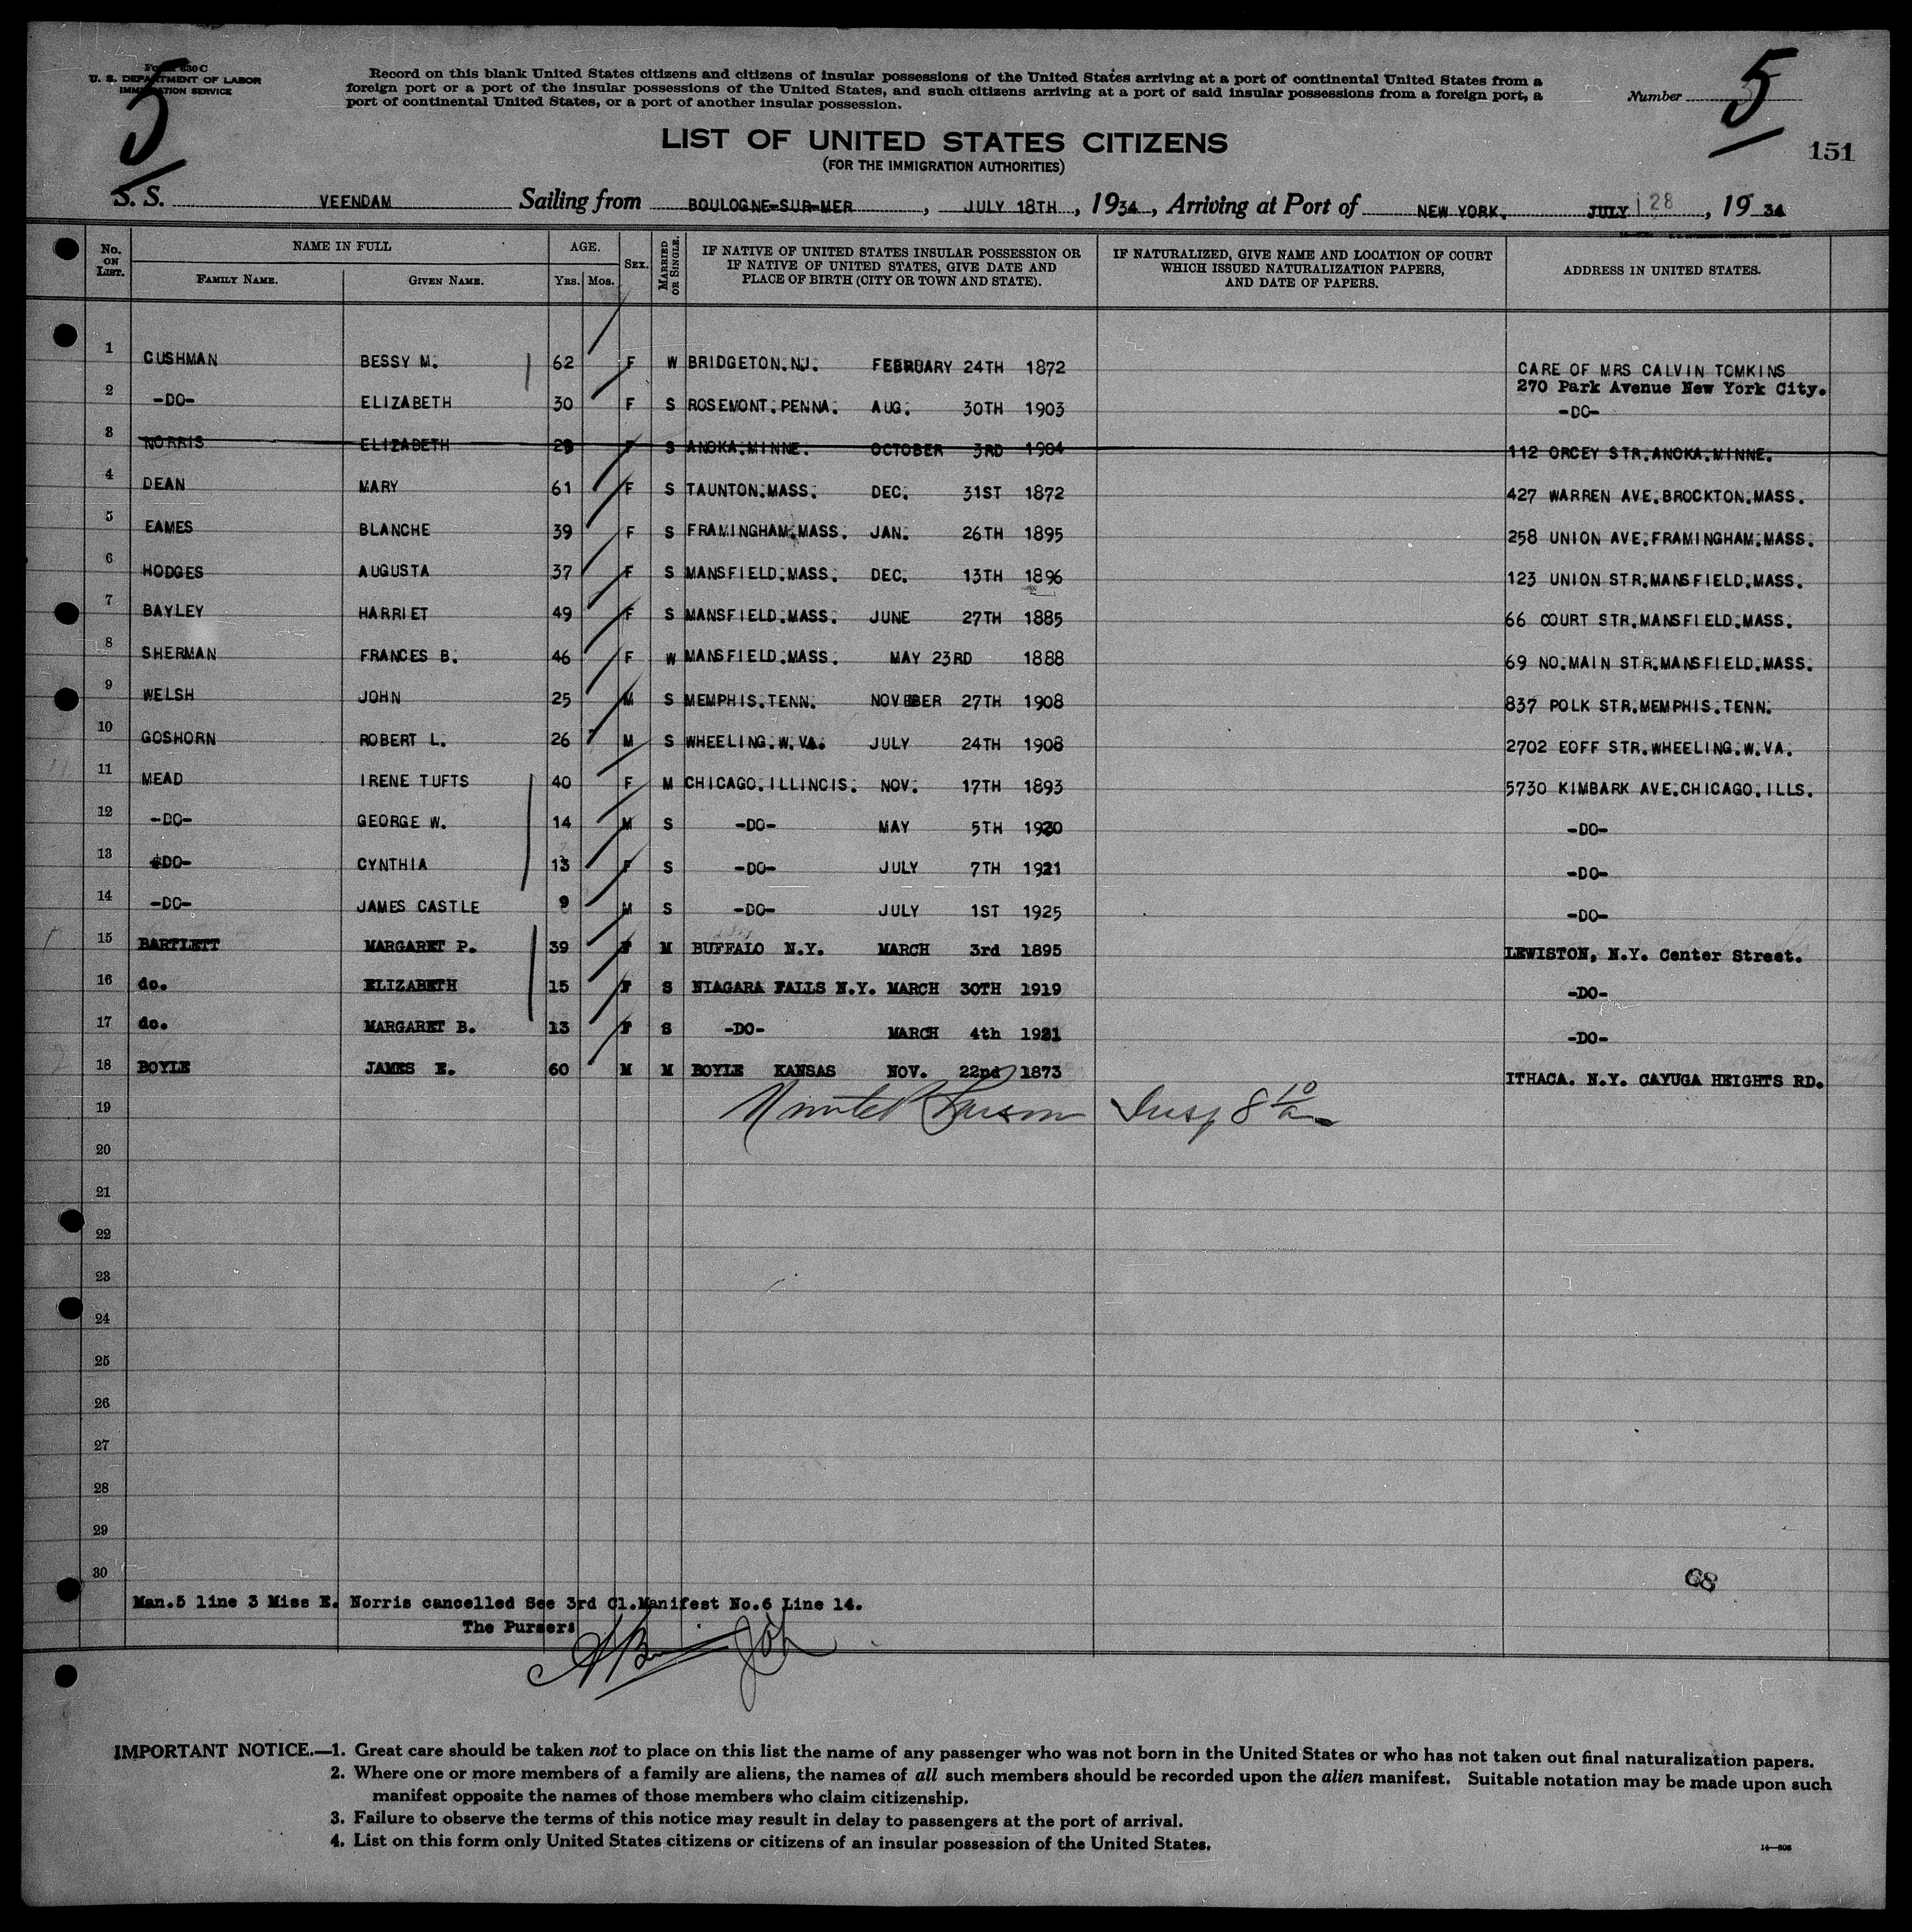 5
Form 630 C
U. S. DEPARTMENT OF LABOR
IMMIGRATION SERVICE
Record on this blank United States citizens and citizens of insular possessions of the United States arriving at a port of continental United States from a
foreign port or a port of the insular possessions of the United States, and such citizens arriving at a port of said insular possessions from a foreign port, a
port of continental United States, or a port of another insular possession.
Number 5
LIST OF UNITED STATES CITIZENS
(FOR THE IMMIGRATION AUTHORITIES)
151
S. S. VEENDAM Sailing from BOULOGNE-SUR-MER, JULY 18TH, 1934, Arriving at Port of NEW YORK. JULY 28, 1934
No. ON LIST. NAME IN FULL FAMILY NAME. GIVEN NAME. AGE. YRS. MOS. SEX. MARRIED OR SINGLE. IF NATIVE OF UNITED STATES INSULAR POSSESSION OR IF NATIVE OF UNITED STATES, GIVE DATE AND PLACE OF BIRTH (CITY OR TOWN AND STATE). IF NATURALIZED, GIVE NAME AND LOCATION OF COURT WHICH ISSUED NATURALIZATION PAPERS, AND DATE OF PAPERS. ADDRESS IN UNITED STATES.
1 CUSHMAN BESSY M. 62 F W BRIDGETON.NJ. FEBRUARY 24TH 1872 CARE OF MRS CALVIN TOMKINS
270 Park Avenue New York City.
2 -DO- ELIZABETH 30 F S ROSEMONT.PENNA. AUG. 30TH 1903 -DO-
3 NORRIS ELIZABETH 29 F S ANOKA.MINNE. OCTOBER 3RD 1904 112 ORCEY STR.ANOKA.MINNE.
4 DEAN MARY 61 F S TAUNTON.MASS. DEC. 31ST 1872 427 WARREN AVE.BROCKTON.MASS.
5 EAMES BLANCHE 39 F S FRAMINGHAM.MASS. JAN. 26TH 1895 258 UNION AVE.FRAMINGHAM.MASS.
6 HODGES AUGUSTA 37 F S MANSFIELD.MASS. DEC. 13TH 1896 123 UNION STR.MANSFIELD.MASS.
7 BAYLEY HARRIET 49 F S MANSFIELD.MASS. JUNE 27TH 1885 66 COURT STR.MANSFIELD.MASS.
8 SHERMAN FRANCES B. 46 F W MANSFIELD.MASS. MAY 23RD 1888 69 NO.MAIN STR.MANSFIELD.MASS.
9 WELSH JOHN 25 M S MEMPHIS.TENN. NOVEMBER 27TH 1908 837 POLK STR.MEMPHIS.TENN.
10 GOSHORN ROBERT L. 26 M S WHEELING.W.VA. JULY 24TH 1908 2702 EOFF STR.WHEELING.W.VA.
11 MEAD IRENE TUFTS 40 F M CHICAGO.ILLINCIS. NOV. 17TH 1893 5730 KIMBARK AVE.CHICAGO.ILLS.
12 -DO- GEORGE W. 14 M S -DO- MAY 5TH 1920 -DO-
13 -DO- CYNTHIA 13 F S -DO- JULY 7TH 1921 -DO-
14 -DO- JAMES CASTLE 9 M S -DO- JULY 1ST 1925 -DO-
15 BARTLETT MARGARET P. 39 F M BUFFALO N.Y. MARCH 3rd 1895 LEWISTON, N.Y. Center Street.
16 do. ELIZABETH 15 F S NIAGARA FALLS N.Y. MARCH 30TH 1919 -DO-
17 do. MARGARET B. 13 F S -DO- MARCH 4th 1921 -DO-
18 BOYLE JAMES E. 60 M M BOYLE KANSAS NOV. 22nd 1873 ITHACA. N.Y. CAYUGA HEIGHTS RD.
19 Insp
20
21
22
23
24
25
26
27
28
29
30
Man.5 line 3 Miss E. Norris cancelled See 3rd Cl.Manifest No.6 Line 14.
The Purser:
IMPORTANT NOTICE.—1. Great care should be taken not to place on this list the name of any passenger who was not born in the United States or who has not taken out final naturalization papers.
2. Where one or more members of a family are aliens, the names of all such members should be recorded upon the alien manifest. Suitable notation may be made upon such
manifest opposite the names of those members who claim citizenship.
3. Failure to observe the terms of this notice may result in delay to passengers at the port of arrival.
4. List on this form only United States citizens or citizens of an insular possession of the United States.